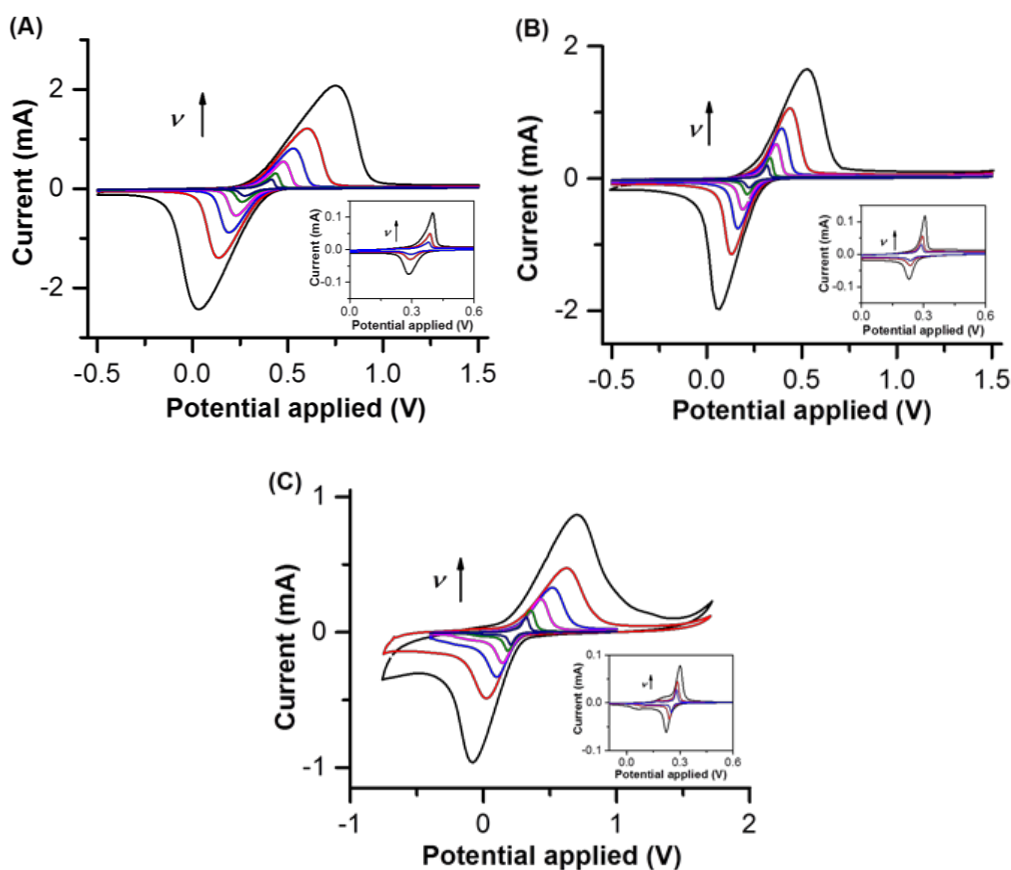 (A)
Current (mA)
2
0
-2
ν
-0.5 0.0 0.5 1.0 1.5
Potential applied (V)
Current (mA)
0.1
0.0
-0.1
ν
0.0 0.3 0.6
Potential applied (V)
(B)
Current (mA)
2
0
-2
ν
-0.5 0.0 0.5 1.0 1.5
Potential applied (V)
Current (mA)
0.1
0.0
-0.1
ν
0.0 0.3 0.6
Potential applied (V)
(C)
Current (mA)
1
0
-1
ν
-1 0 1 2
Potential applied (V)
Current (mA)
0.1
0.0
-0.1
ν
0.0 0.3 0.6
Potential applied (V)